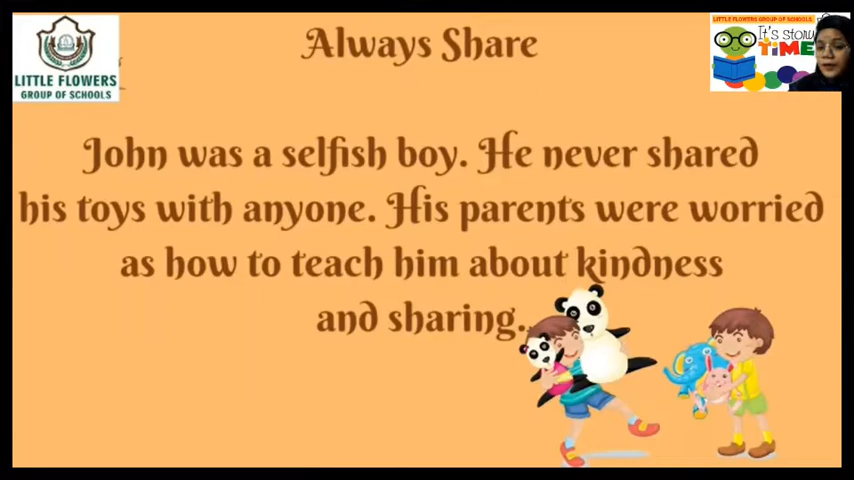 Always Share
LITTLE FLOWERS
GROUP OF SCHOOLS
LITTLE FLOWERS GROUP OF SCHOOLS
It's story
TiME
John was a selfish boy. He never shared
his toys with anyone. His parents were worried
as how to teach him about kindness
and sharing.